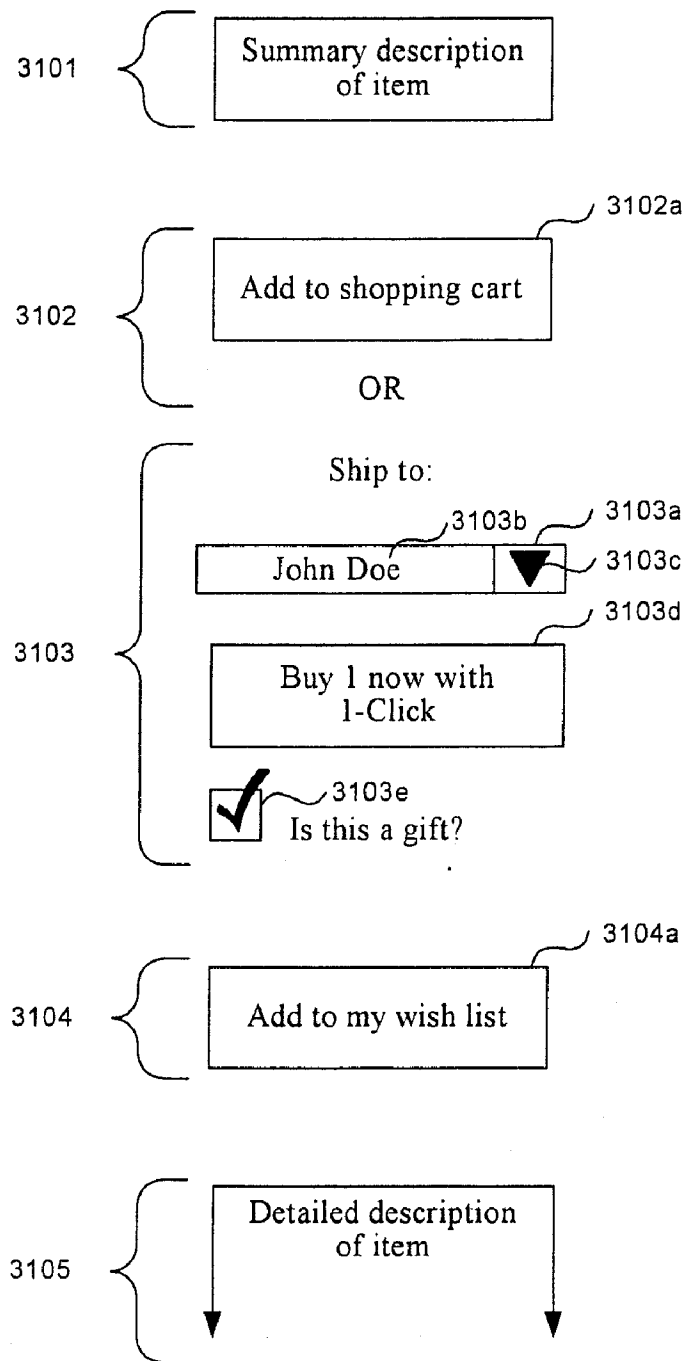 3101
Summary description
of item
3102a
3102
Add to shopping cart
OR
3103
Ship to:
3103b
3103a
John Doe
3103c
3103d
Buy 1 now with
1-Click
3103e
Is this a gift?
3104a
3104
Add to my wish list
3105
Detailed description
of item